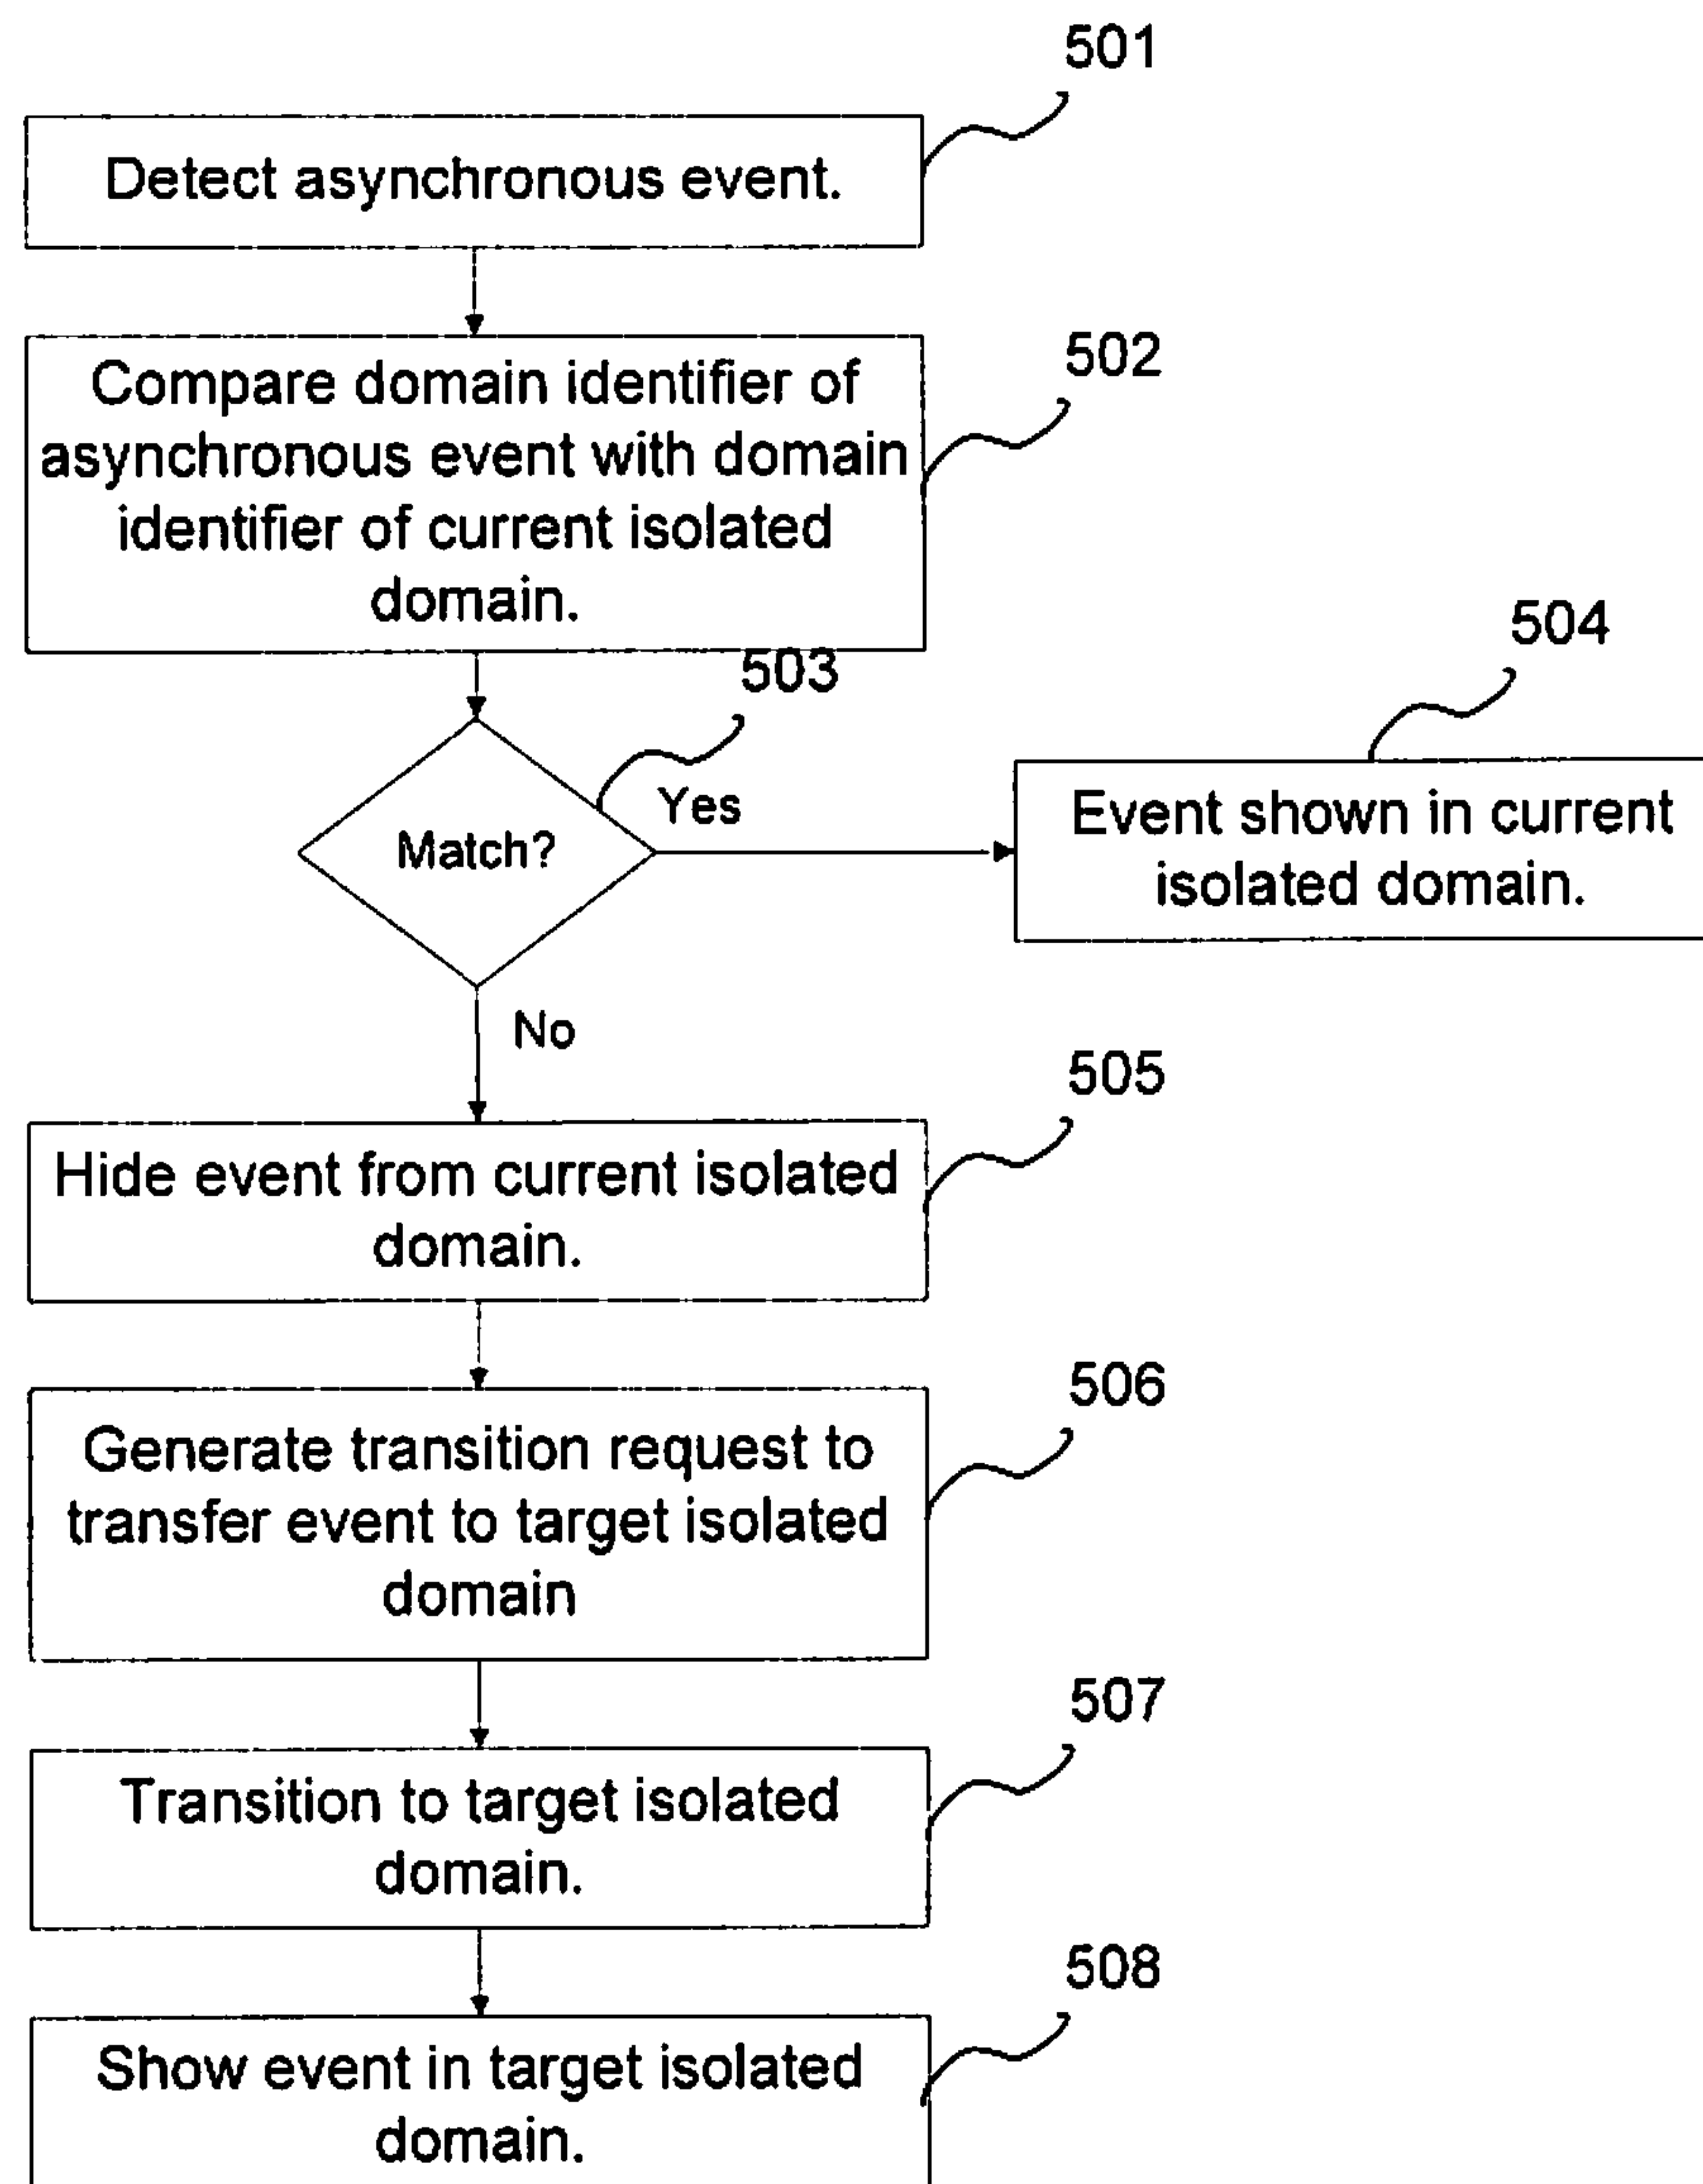 501
Detect asynchronous event.
502
Compare domain identifier of
asynchronous event with domain
identifier of current isolated
domain.
503
504
Match?
Yes
Event shown in current
isolated domain.
No
505
Hide event from current isolated
domain.
506
Generate transition request to
transfer event to target isolated
domain
507
Transition to target isolated
domain.
508
Show event in target isolated
domain.